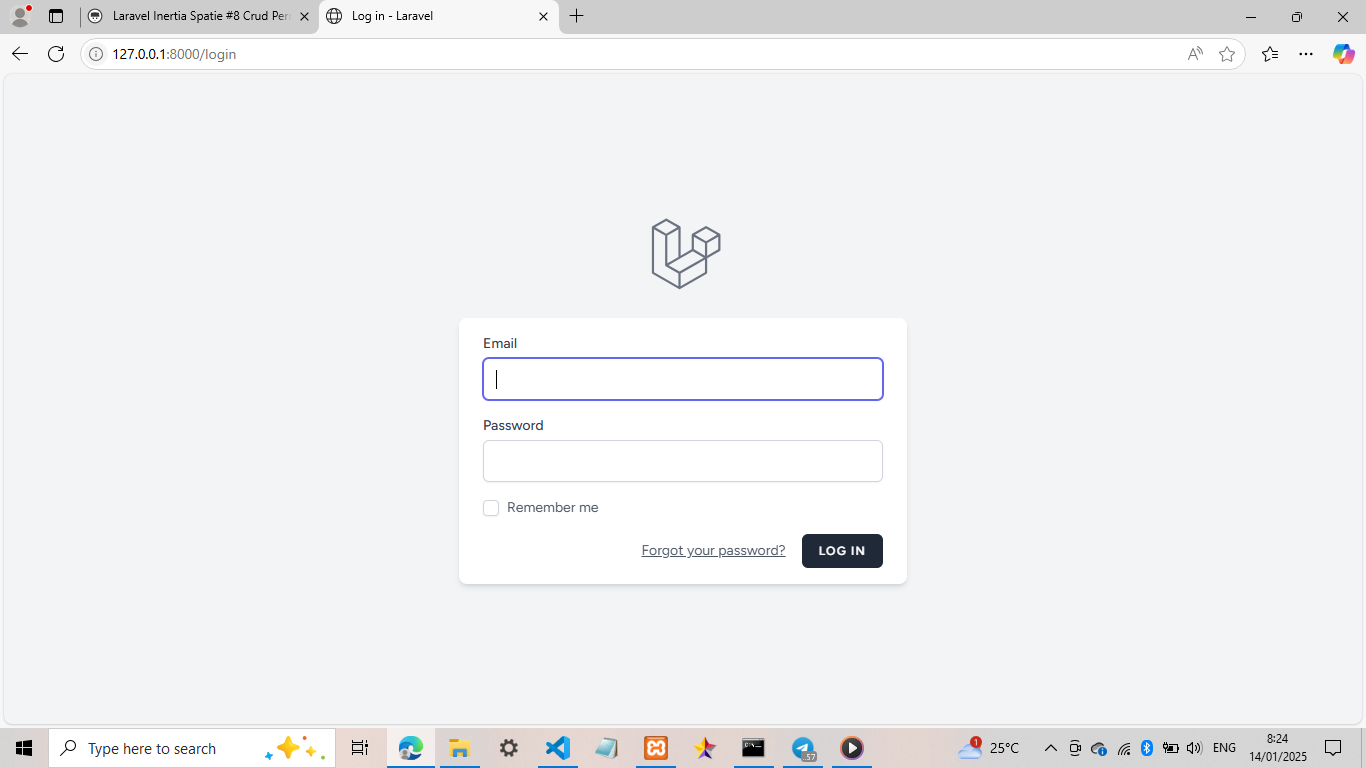 Laravel Inertia Spatie #8 Crud Per
Log in - Laravel
127.0.0.1:8000/login
Email
Password
Remember me
Forgot your password?
LOG IN
Type here to search
.57
1
25°C
ENG
8:24
14/01/2025